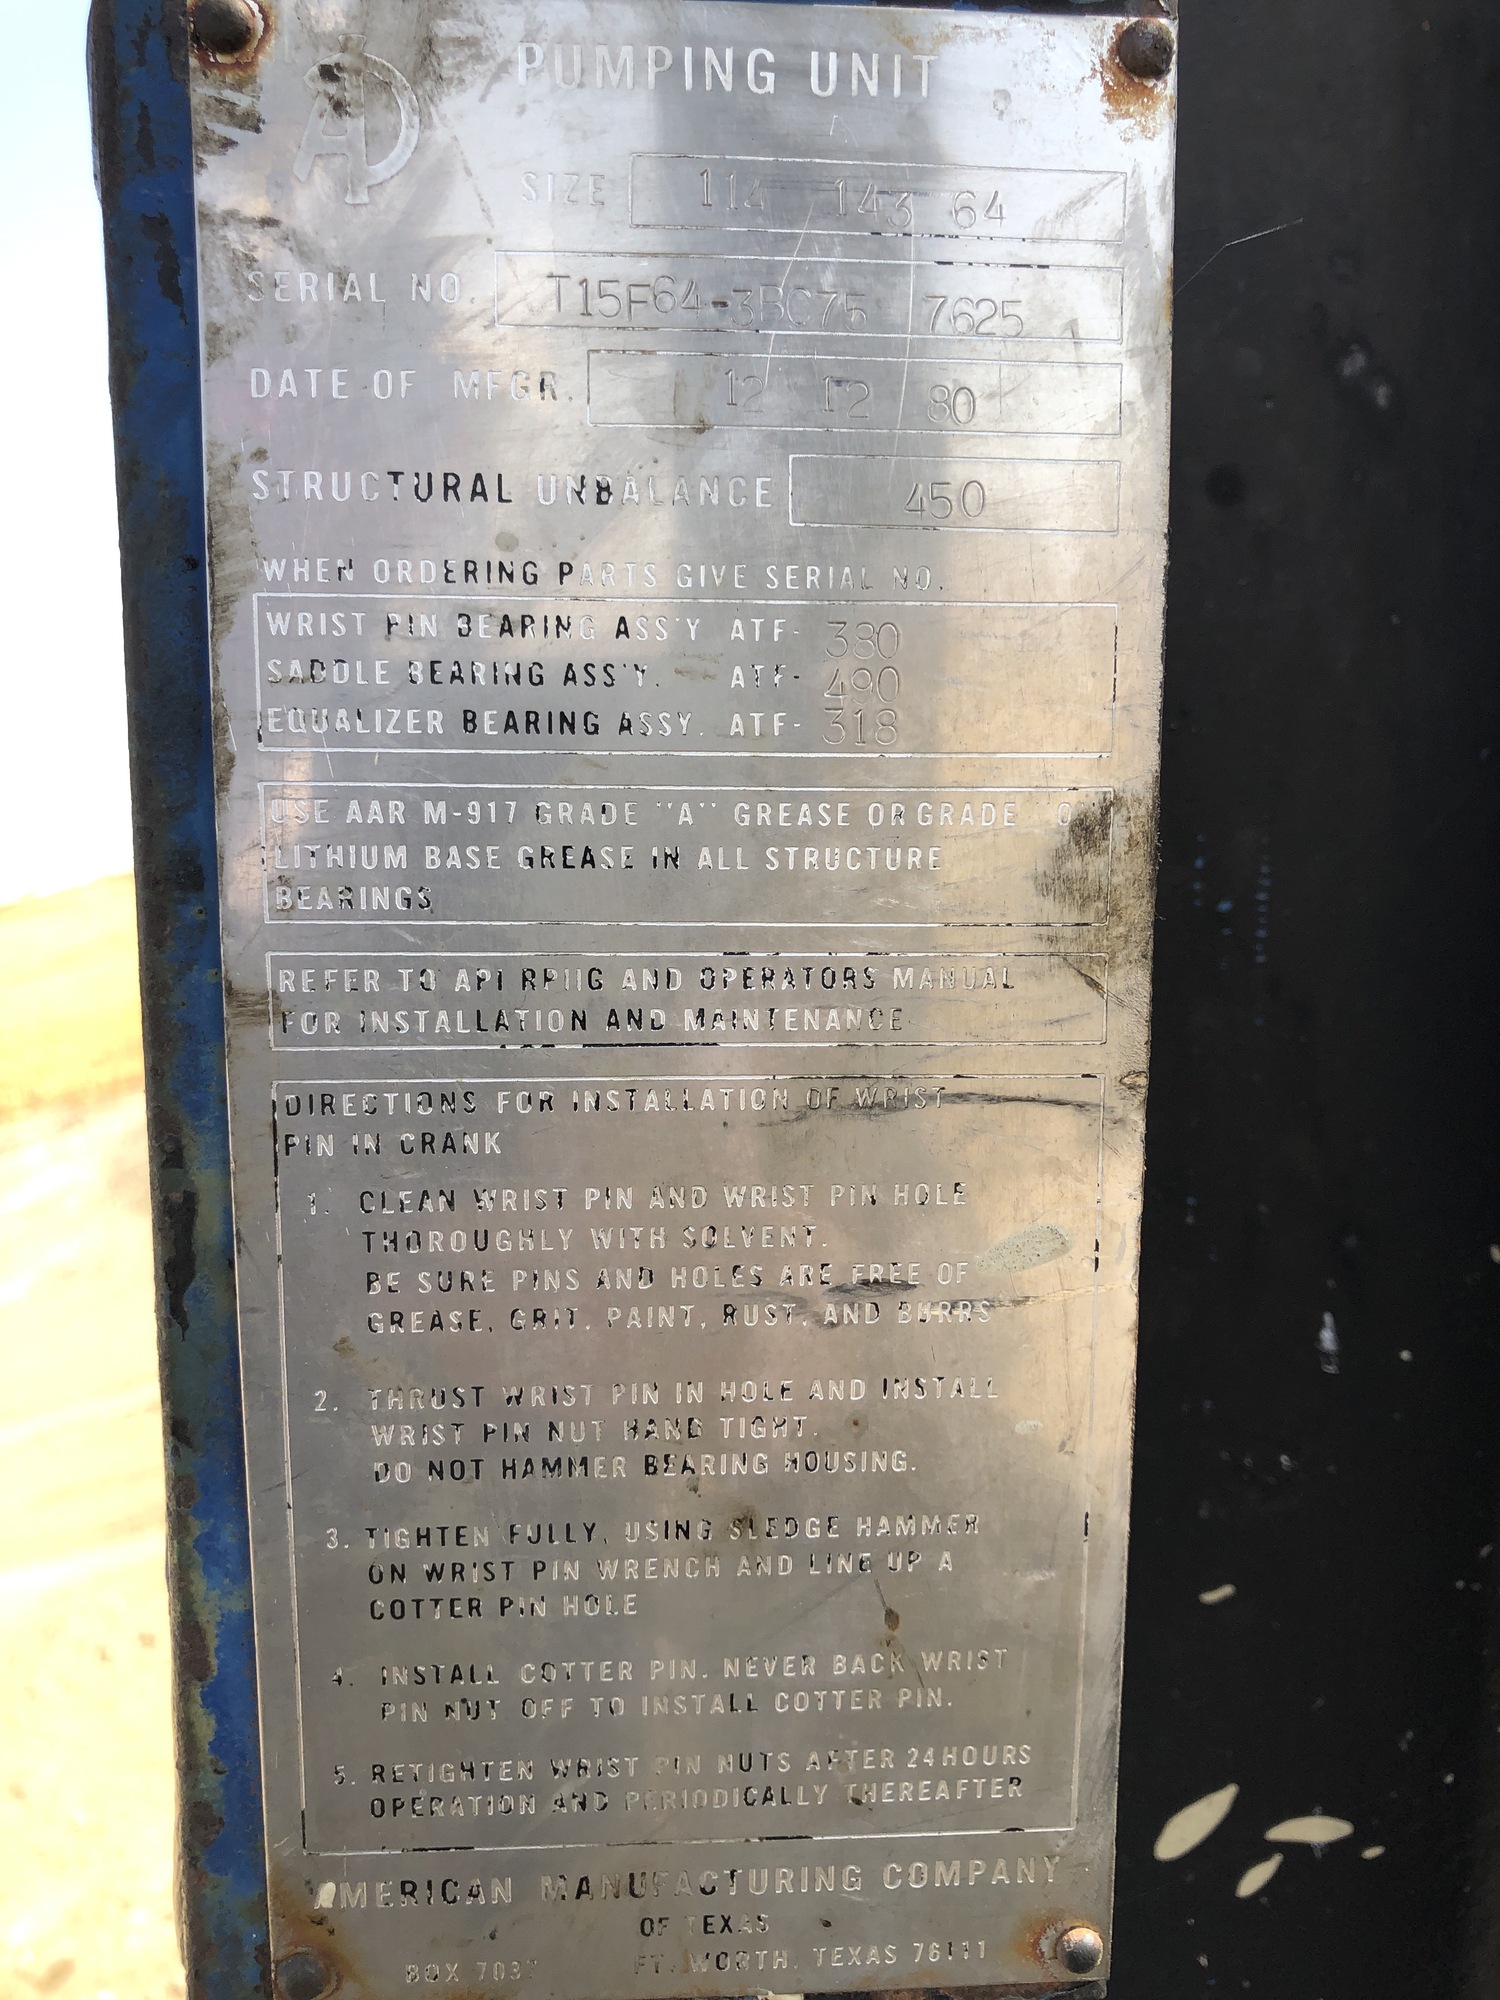 PUMPING UNIT
SIZE 114 143 64
SERIAL NO. T15F64-3BC75 7625
DATE OF MFGR. 12 12 80
STRUCTURAL UNBALANCE 450
WHEN ORDERING PARTS GIVE SERIAL NO.
WRIST PIN BEARING ASS'Y ATF- 380
SADDLE BEARING ASS'Y. ATF- 490
EQUALIZER BEARING ASSY. ATF- 318
USE AAR M-917 GRADE "A" GREASE OR GRADE
LITHIUM BASE GREASE IN ALL STRUCTURE
BEARINGS
REFER TO API RP11G AND OPERATORS MANUAL
FOR INSTALLATION AND MAINTENANCE
DIRECTIONS FOR INSTALLATION OF WRIST
PIN IN CRANK
1. CLEAN WRIST PIN AND WRIST PIN HOLE
THOROUGHLY WITH SOLVENT.
BE SURE PINS AND HOLES ARE FREE OF
GREASE, GRIT, PAINT, RUST, AND BURRS
2. THRUST WRIST PIN IN HOLE AND INSTALL
WRIST PIN NUT HAND TIGHT.
DO NOT HAMMER BEARING HOUSING.
3. TIGHTEN FULLY, USING SLEDGE HAMMER
ON WRIST PIN WRENCH AND LINE UP A
COTTER PIN HOLE
4. INSTALL COTTER PIN. NEVER BACK WRIST
PIN NUT OFF TO INSTALL COTTER PIN.
5. RETIGHTEN WRIST PIN NUTS AFTER 24 HOURS
OPERATION AND PERIODICALLY THEREAFTER
AMERICAN MANUFACTURING COMPANY
OF TEXAS
BOX FT. WORTH, TEXAS 76111